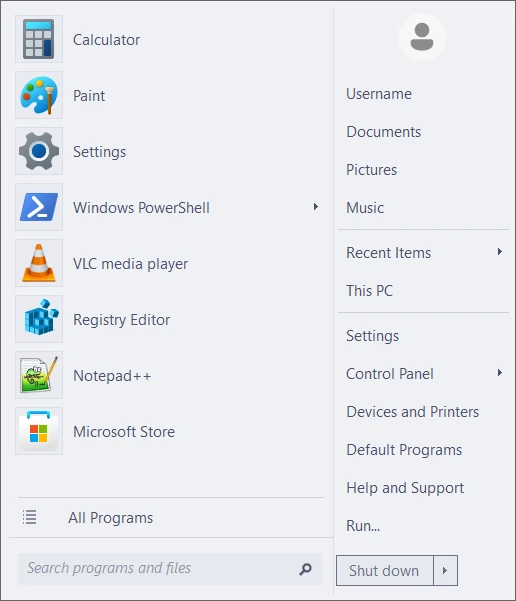 Calculator
Paint
Settings
Windows PowerShell
VLC media player
Registry Editor
Notepad++
Microsoft Store
All Programs
Search programs and files
Username
Documents
Pictures
Music
Recent Items
This PC
Settings
Control Panel
Devices and Printers
Default Programs
Help and Support
Run...
Shut down